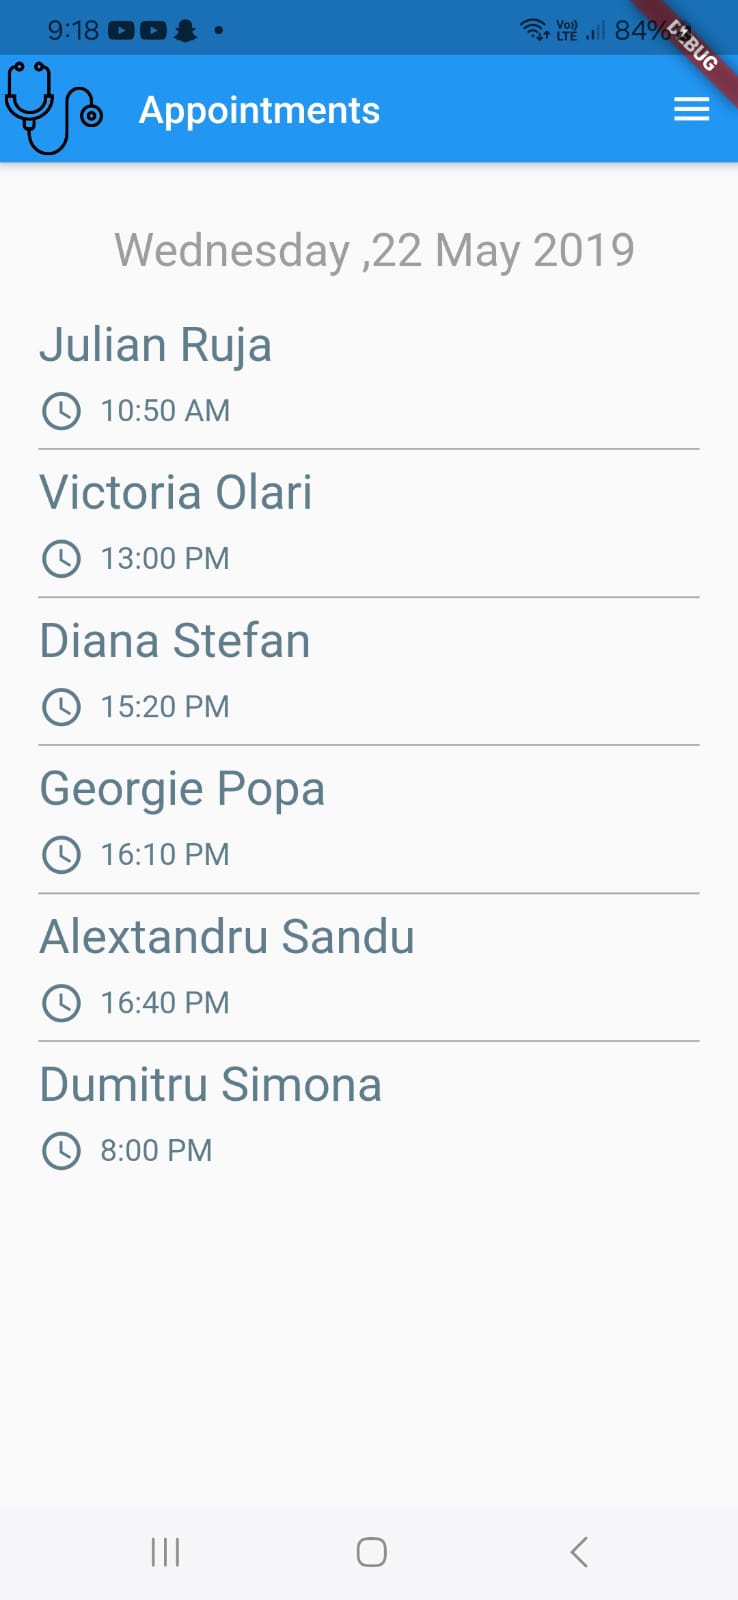 9:18
Vo))
LTE
84%
DEBUG
Appointments
Wednesday ,22 May 2019
Julian Ruja
10:50 AM
Victoria Olari
13:00 PM
Diana Stefan
15:20 PM
Georgie Popa
16:10 PM
Alextandru Sandu
16:40 PM
Dumitru Simona
8:00 PM